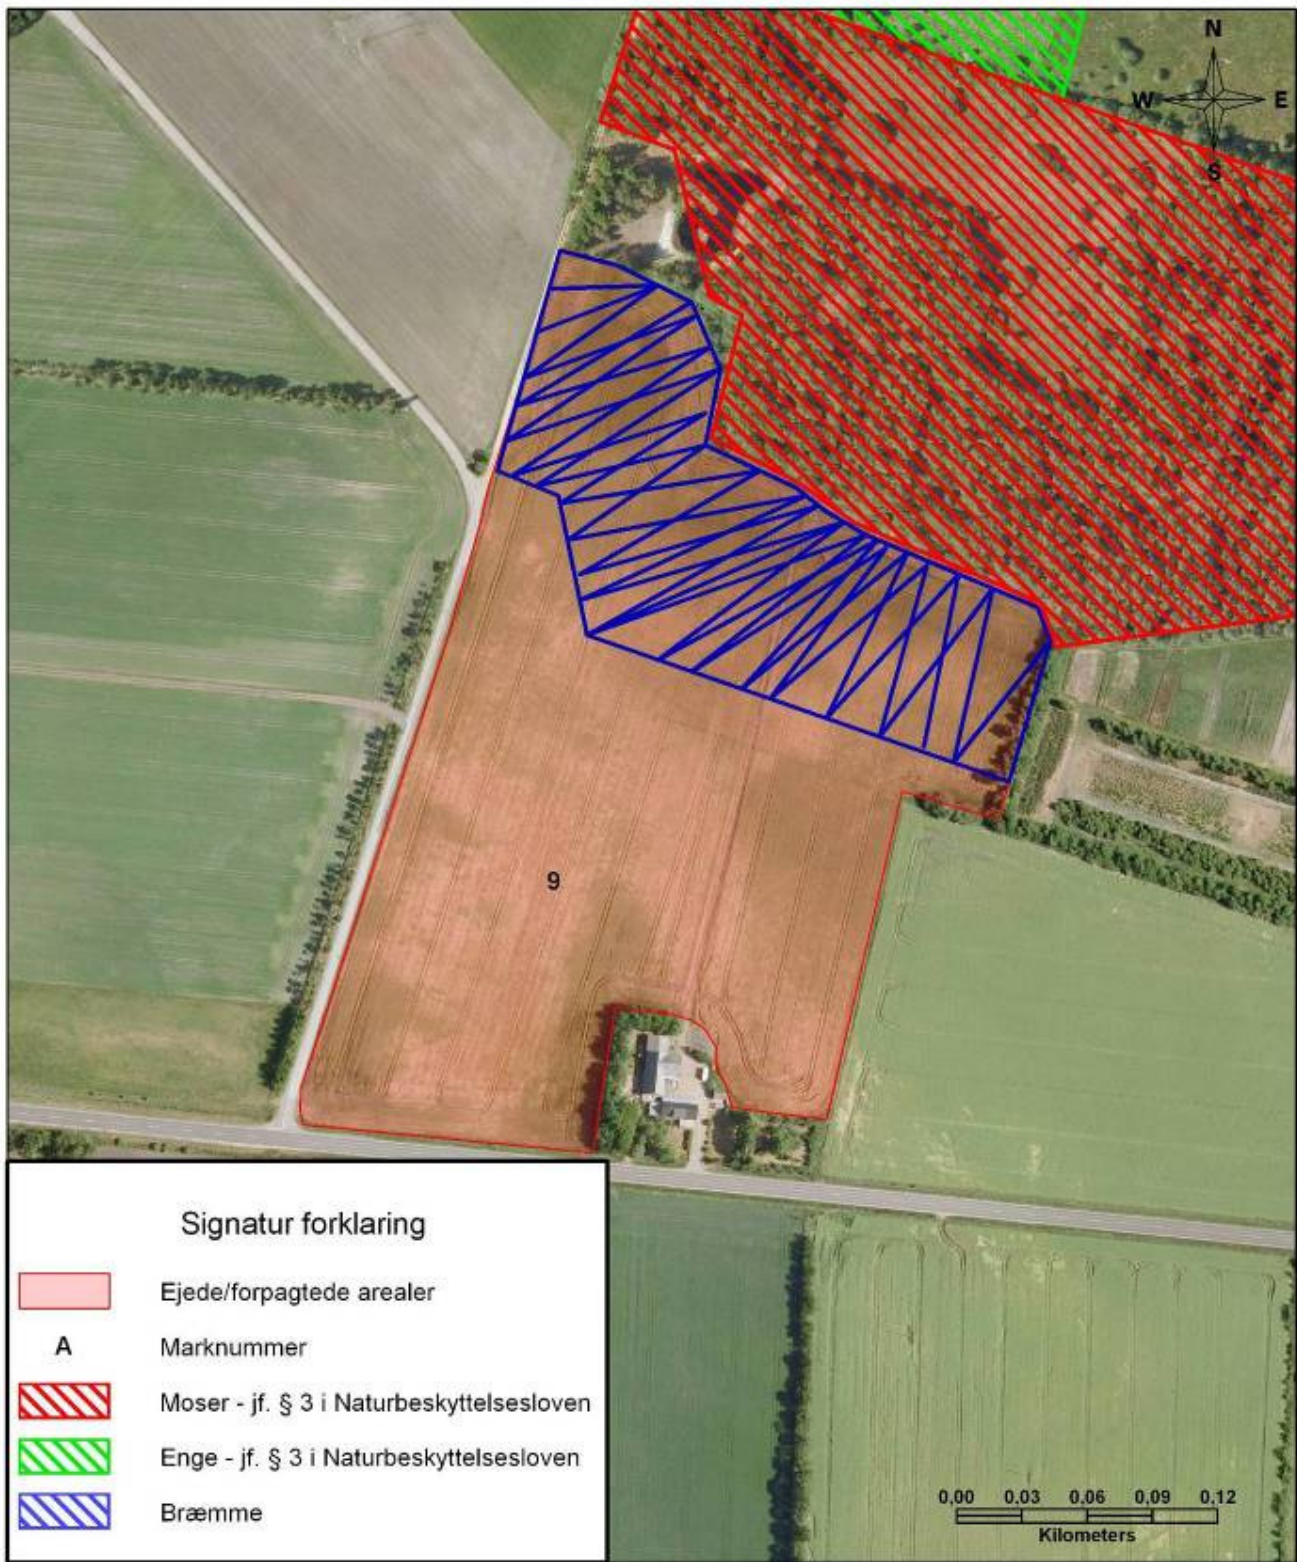 N
W E
S
9
Signatur forklaring
Ejede/forpagtede arealer
A Marknummer
Moser - jf. § 3 i Naturbeskyttelsesloven
Enge - jf. § 3 i Naturbeskyttelsesloven
Bræmme
0,00 0,03 0,06 0,09 0,12
Kilometers